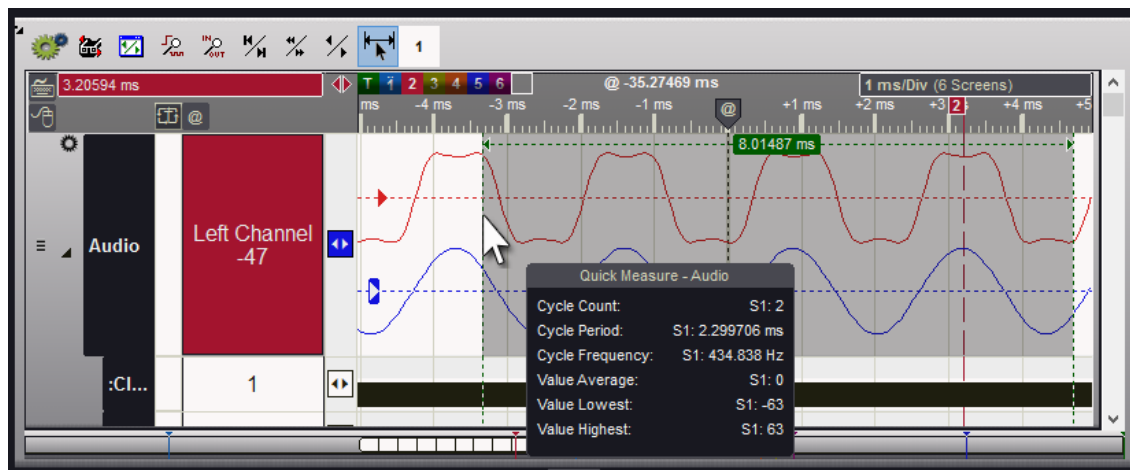 IN OUT
1
3.20594 ms
T 1 2 3 4 5 6
@ -35.27469 ms
1 ms/Div (6 Screens)
ms -4 ms -3 ms -2 ms -1 ms @ +1 ms +2 ms +3 2 +4 ms +5
@
8.01487 ms
Audio
Left Channel
-47
Quick Measure - Audio
Cycle Count: S1: 2
Cycle Period: S1: 2.299706 ms
Cycle Frequency: S1: 434.838 Hz
Value Average: S1: 0
Value Lowest: S1: -63
Value Highest: S1: 63
:Cl...
1